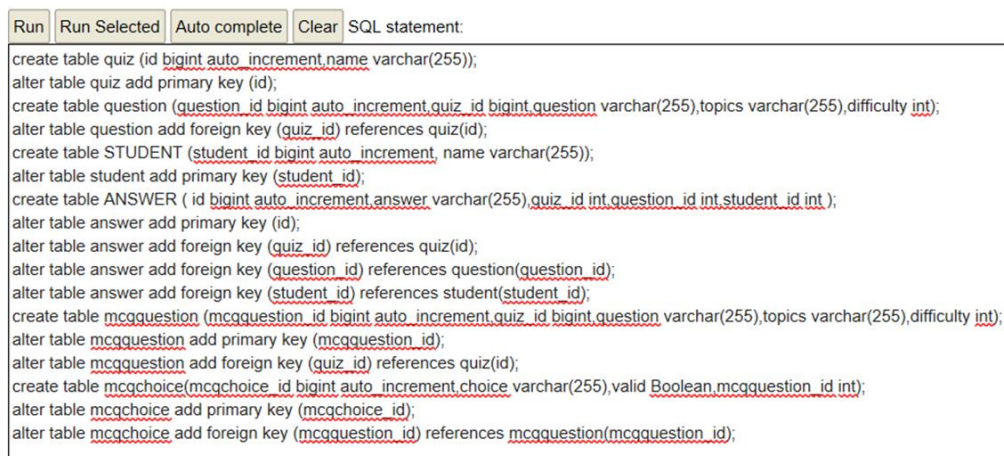 Run Run Selected Auto complete Clear SQL statement:
create table quiz (id bigint auto_increment,name varchar(255));
alter table quiz add primary key (id);
create table question (question_id bigint auto_increment,quiz_id bigint,question varchar(255),topics varchar(255),difficulty int);
alter table question add foreign key (quiz_id) references quiz(id);
create table STUDENT (student_id bigint auto_increment, name varchar(255));
alter table student add primary key (student_id);
create table ANSWER ( id bigint auto_increment,answer varchar(255),quiz_id int,question_id int,student_id int );
alter table answer add primary key (id);
alter table answer add foreign key (quiz_id) references quiz(id);
alter table answer add foreign key (question_id) references question(question_id);
alter table answer add foreign key (student_id) references student(student_id);
create table mcqquestion (mcqquestion_id bigint auto_increment,quiz_id bigint,question varchar(255),topics varchar(255),difficulty int);
alter table mcqquestion add primary key (mcqquestion_id);
alter table mcqquestion add foreign key (quiz_id) references quiz(id);
create table mcqchoice(mcqchoice_id bigint auto_increment,choice varchar(255),valid Boolean,mcqquestion_id int);
alter table mcqchoice add primary key (mcqchoice_id);
alter table mcqchoice add foreign key (mcqquestion_id) references mcqquestion(mcqquestion_id);